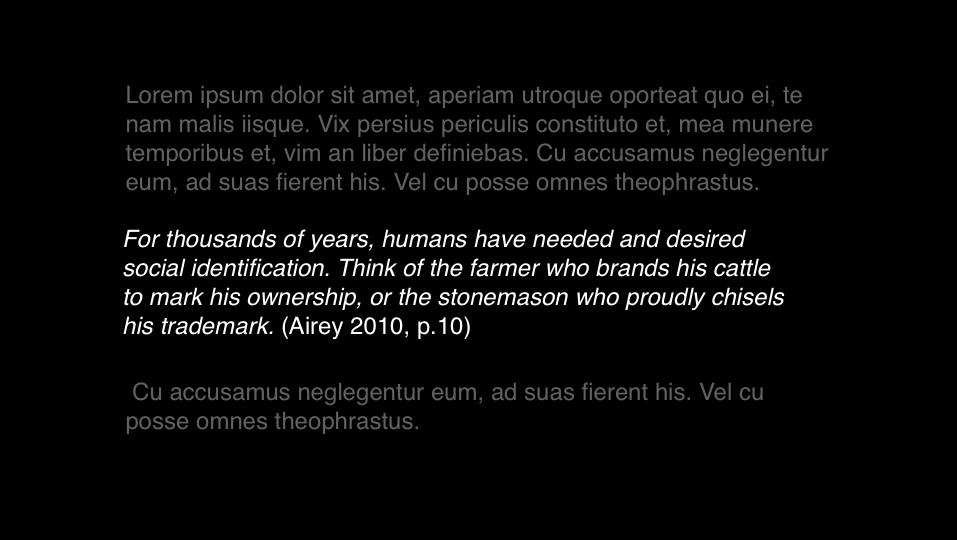 Lorem ipsum dolor sit amet, aperiam utroque oporteat quo ei, te
nam malis iisque. Vix persius periculis constituto et, mea munere
temporibus et, vim an liber definiebas. Cu accusamus neglegentur
eum, ad suas fierent his. Vel cu posse omnes theophrastus.
For thousands of years, humans have needed and desired
social identification. Think of the farmer who brands his cattle
to mark his ownership, or the stonemason who proudly chisels
his trademark. (Airey 2010, p.10)
Cu accusamus neglegentur eum, ad suas fierent his. Vel cu
posse omnes theophrastus.